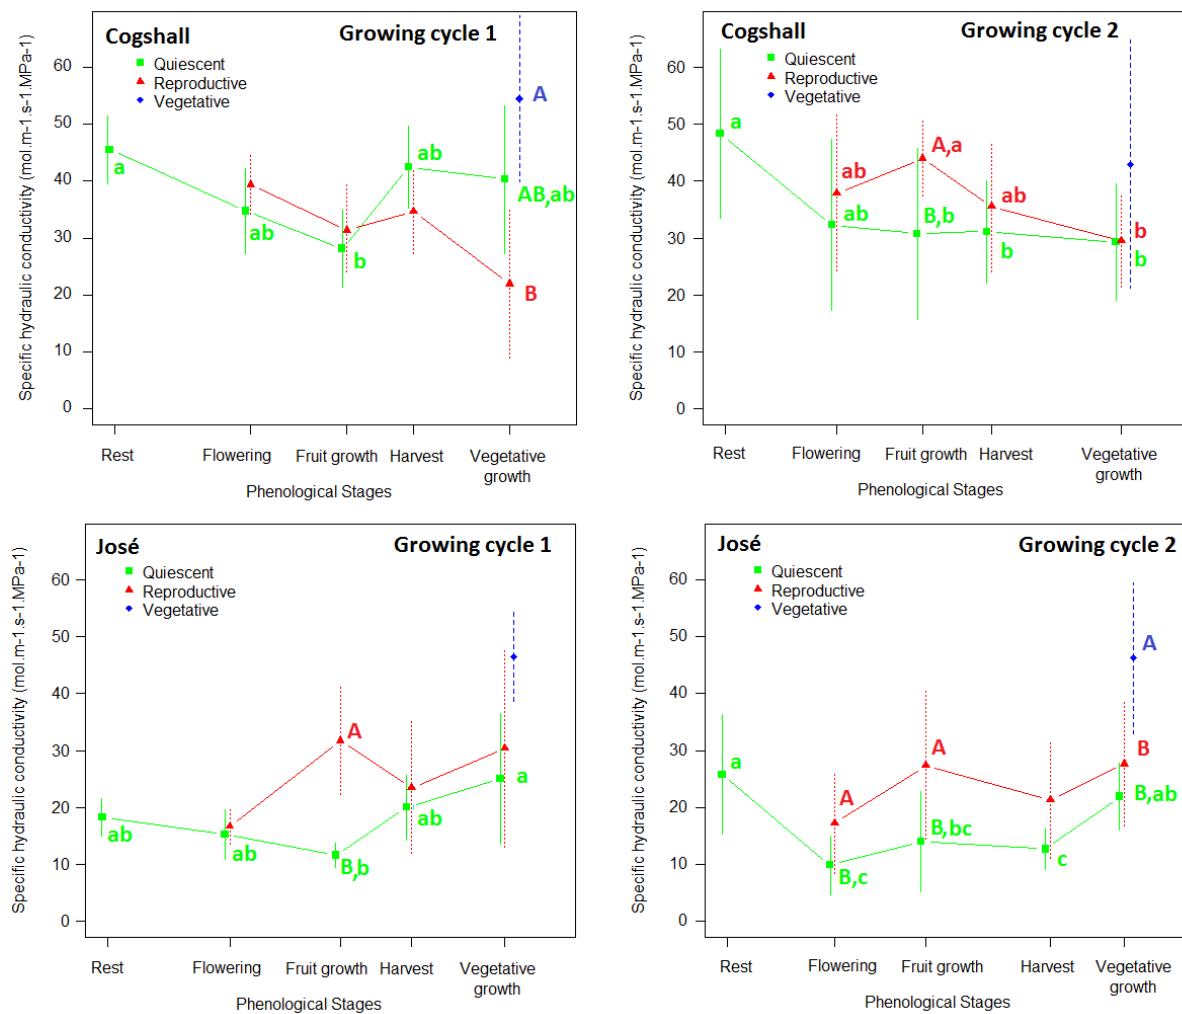 Specific hydraulic conductivity (mol.m-1.s-1.MPa-1)
Cogshall
Growing cycle 1
Quiescent
Reproductive
Vegetative
60
50
40
30
20
10
0
a
ab
b
ab
AB,ab
A
B
Rest
Flowering
Fruit growth
Harvest
Vegetative
growth
Phenological Stages
Specific hydraulic conductivity (mol.m-1.s-1.MPa-1)
Cogshall
Growing cycle 2
Quiescent
Reproductive
Vegetative
60
50
40
30
20
10
0
a
ab
ab
A,a
B,b
ab
b
b
b
Rest
Flowering
Fruit growth
Harvest
Vegetative
growth
Phenological Stages
Specific hydraulic conductivity (mol.m-1.s-1.MPa-1)
José
Growing cycle 1
Quiescent
Reproductive
Vegetative
60
50
40
30
20
10
0
ab
ab
A
B,b
ab
a
Rest
Flowering
Fruit growth
Harvest
Vegetative
growth
Phenological Stages
Specific hydraulic conductivity (mol.m-1.s-1.MPa-1)
José
Growing cycle 2
Quiescent
Reproductive
Vegetative
60
50
40
30
20
10
0
a
A
B,c
A
B,bc
c
A
B
B,ab
Rest
Flowering
Fruit growth
Harvest
Vegetative
growth
Phenological Stages